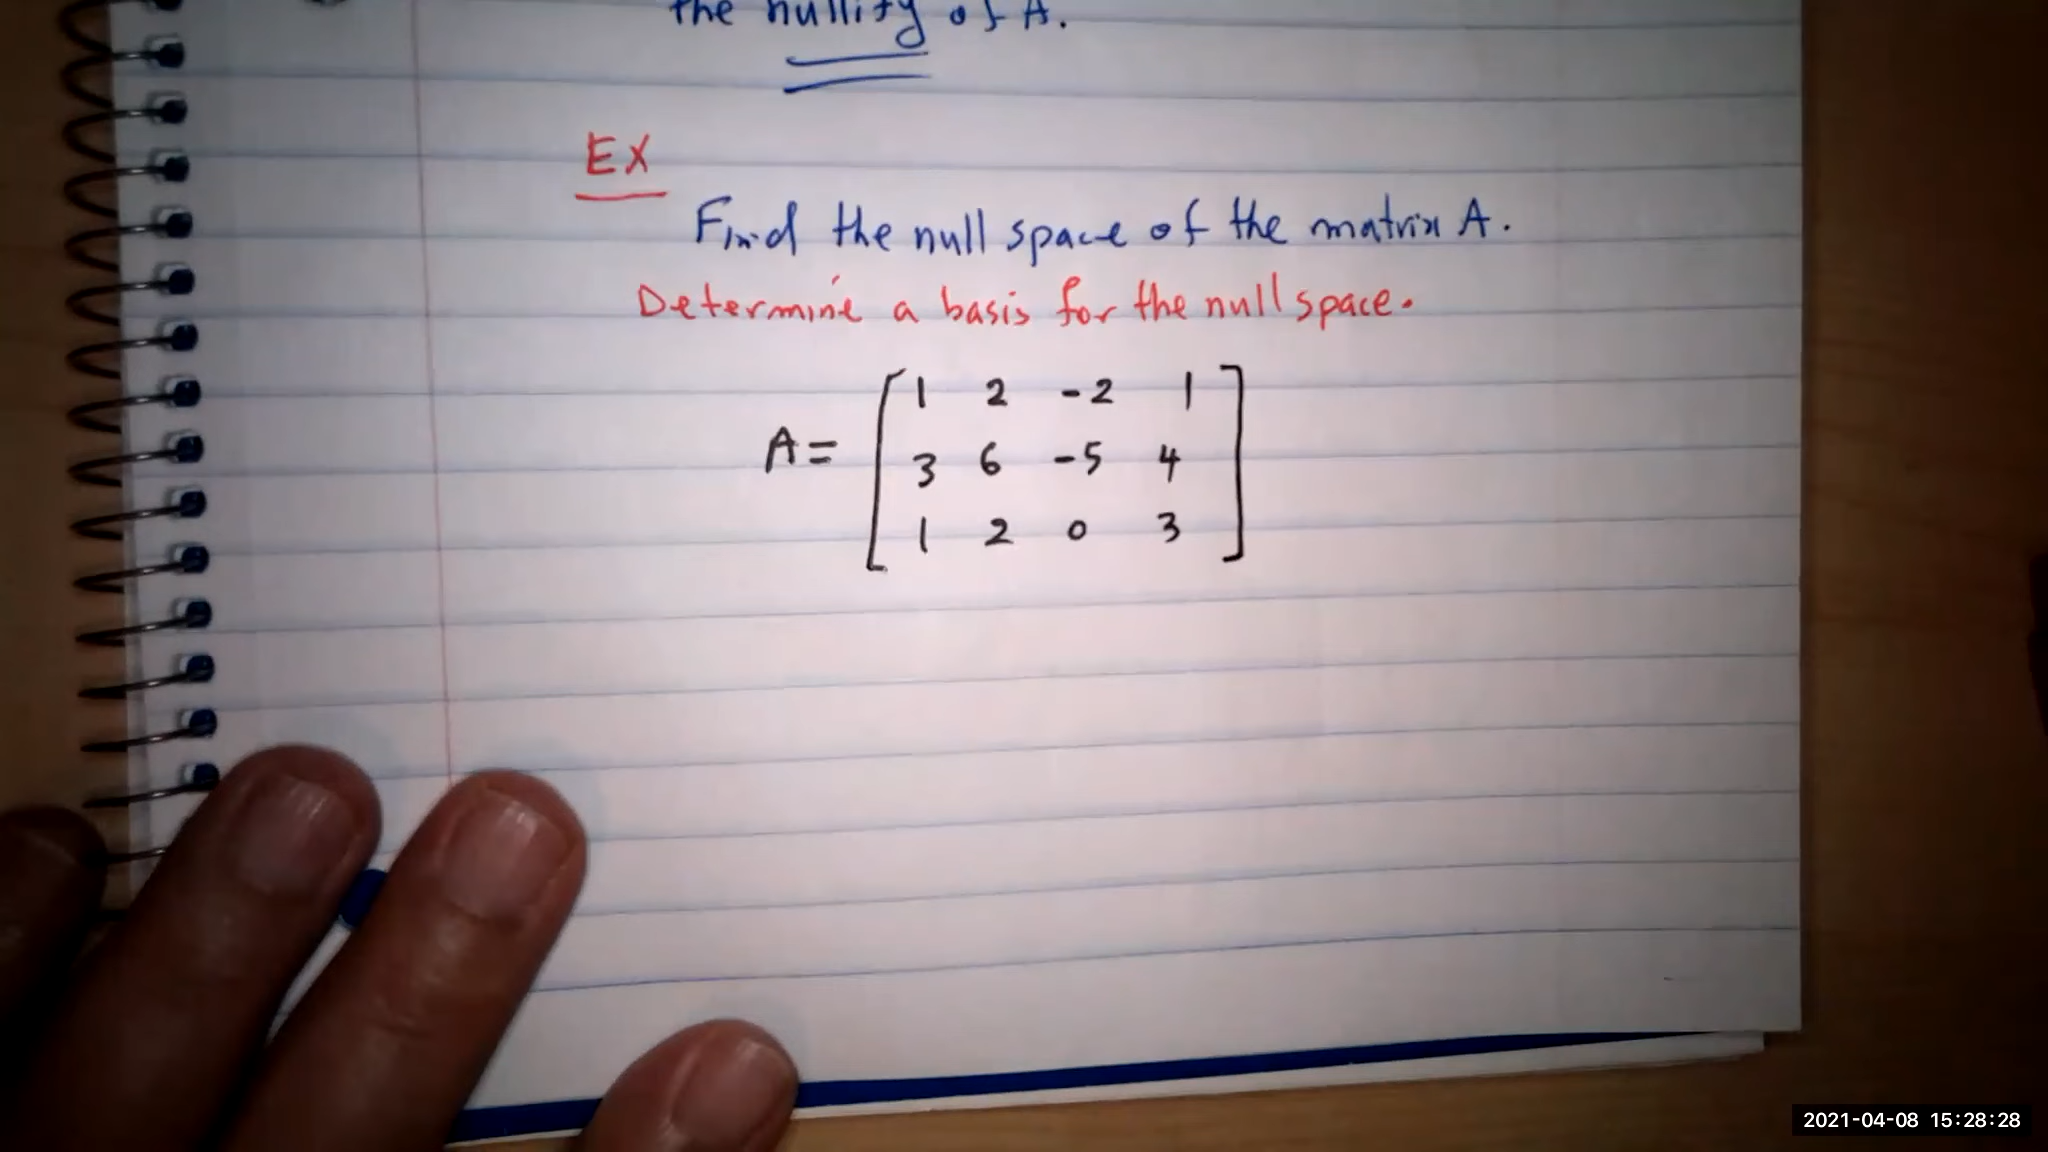 the nullity of A.
EX
Find the null space of the matrix A.
Determine a basis for the null space.
A = [ 1 2 -2 1
3 6 -5 4
1 2 0 3 ]
2021-04-08 15:28:28